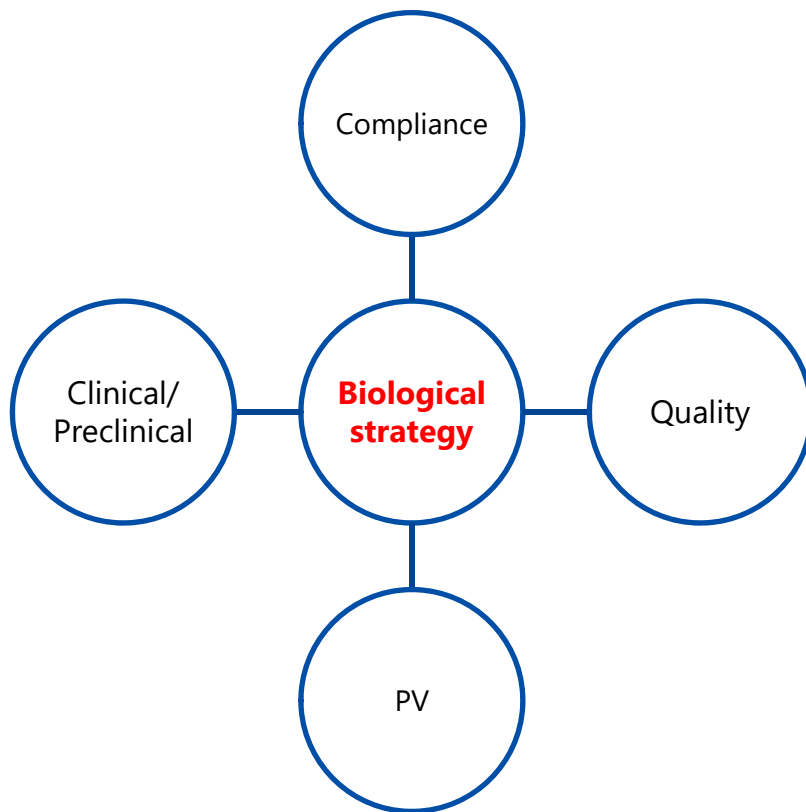 Compliance
Clinical/
Preclinical
Biological
strategy
Quality
PV